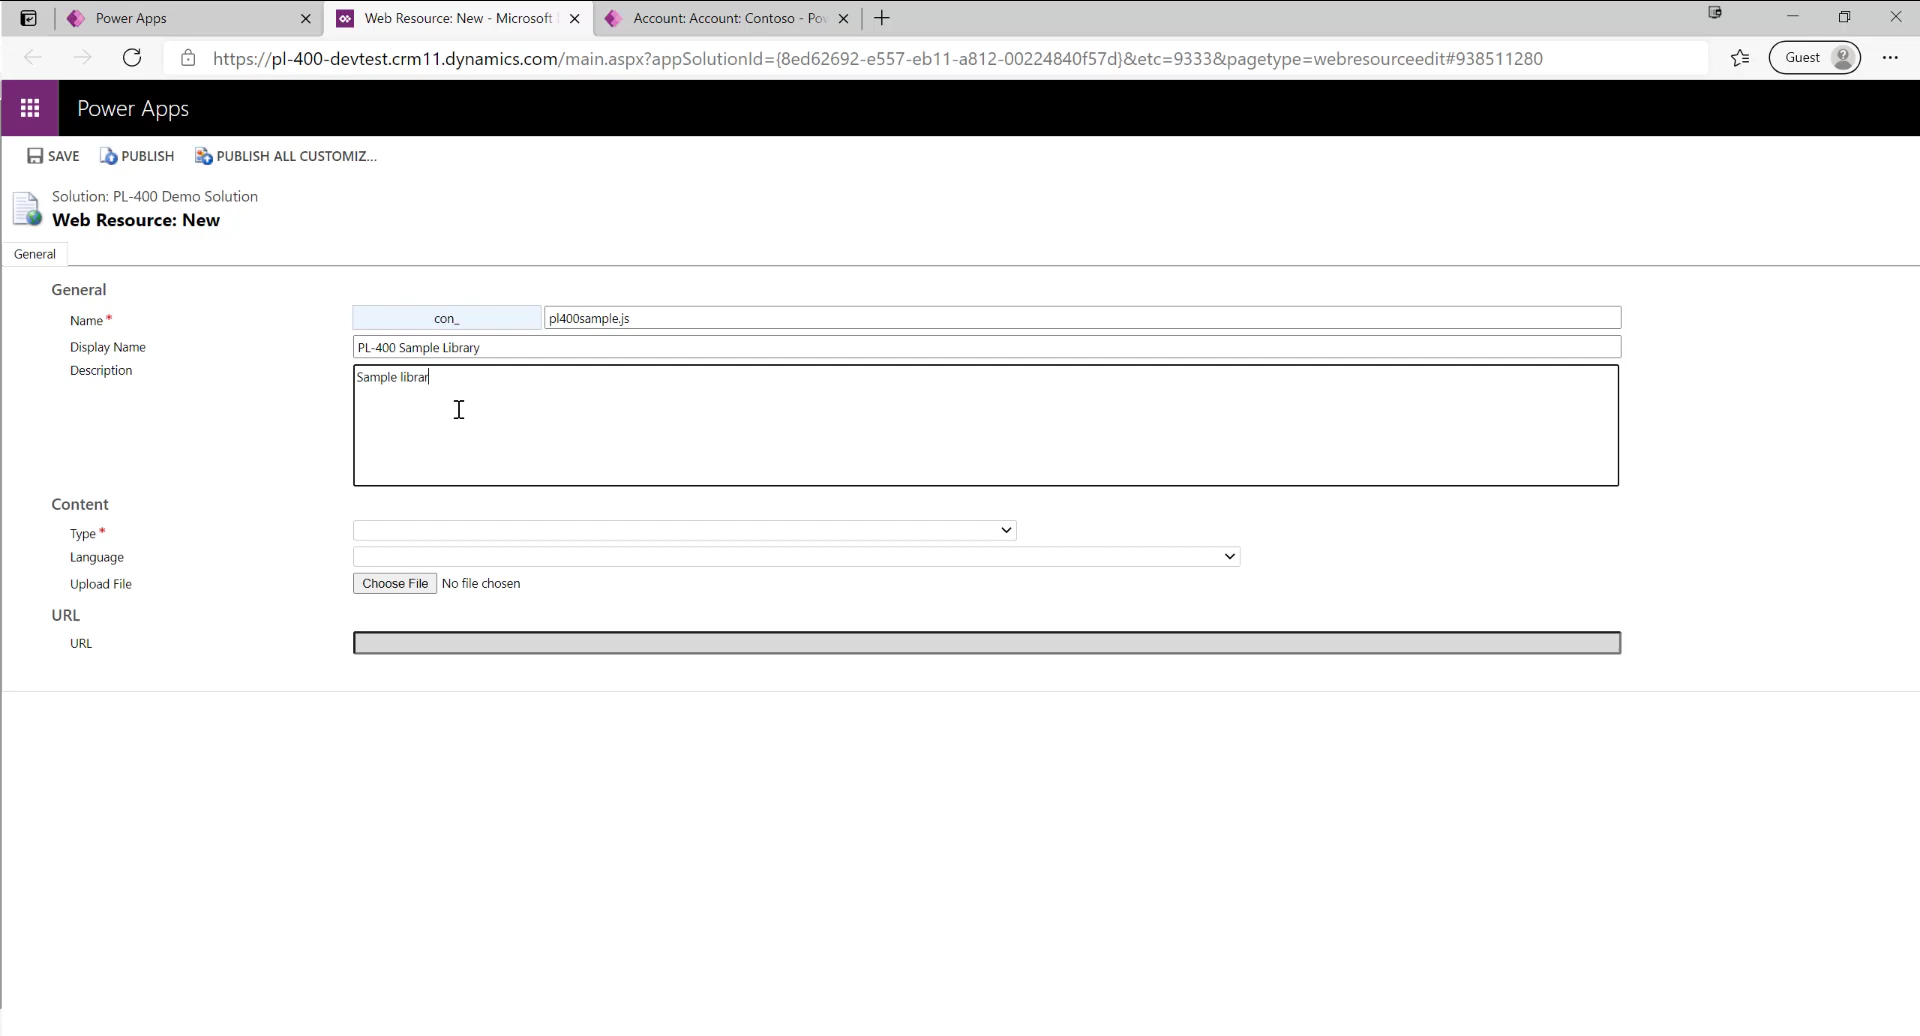 Power Apps
Web Resource: New - Microsoft
Account: Account: Contoso - Pow
https://pl-400-devtest.crm11.dynamics.com/main.aspx?appSolutionId={8ed62692-e557-eb11-a812-00224840f57d}&etc=9333&pagetype=webresourceedit#938511280
Guest
Power Apps
SAVE PUBLISH PUBLISH ALL CUSTOMIZ...
Solution: PL-400 Demo Solution
Web Resource: New
General
General
Name * con_ pl400sample.js
Display Name PL-400 Sample Library
Description Sample librar
Content
Type *
Language
Upload File Choose File No file chosen
URL
URL